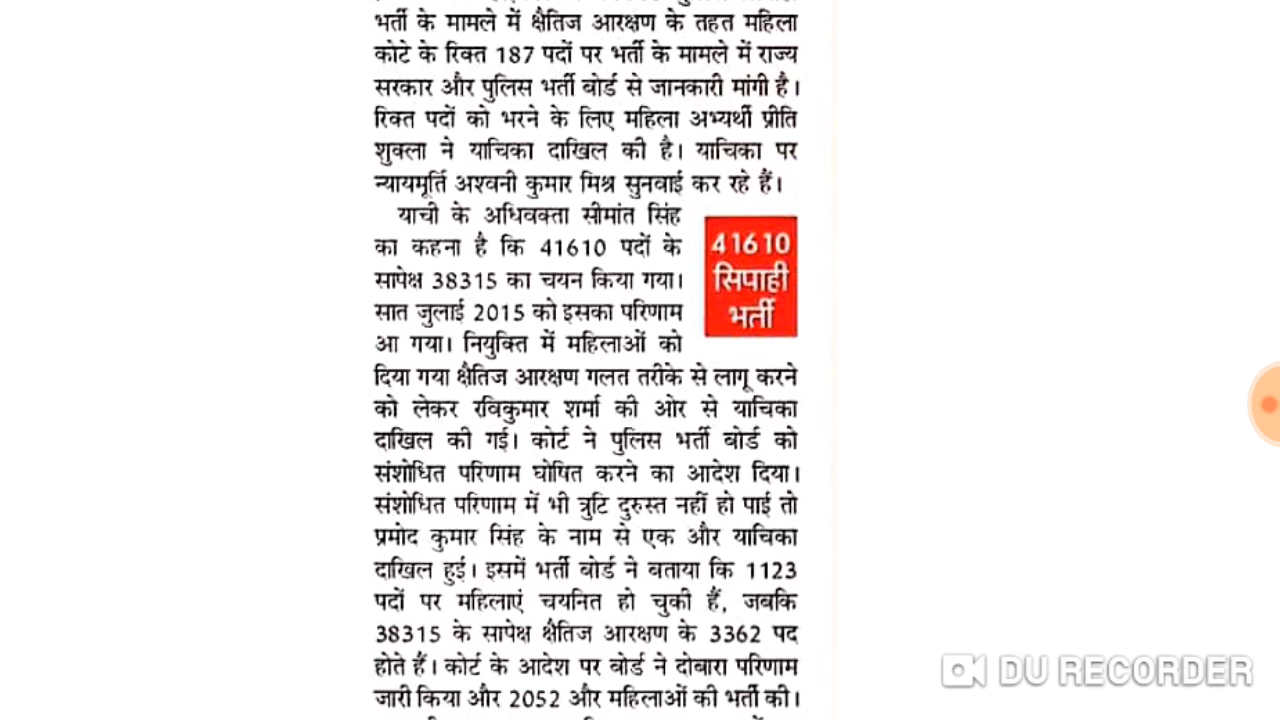 भर्ती के मामले में क्षैतिज आरक्षण के तहत महिला
कोटे के रिक्त 187 पदों पर भर्ती के मामले में राज्य
सरकार और पुलिस भर्ती बोर्ड से जानकारी मांगी है।
रिक्त पदों को भरने के लिए महिला अभ्यर्थी प्रीति
शुक्ला ने याचिका दाखिल की है। याचिका पर
न्यायमूर्ति अश्वनी कुमार मिश्र सुनवाई कर रहे हैं।
याची के अधिवक्ता सीमांत सिंह
का कहना है कि 41610 पदों के
सापेक्ष 38315 का चयन किया गया।
सात जुलाई 2015 को इसका परिणाम
आ गया। नियुक्ति में महिलाओं को
41610
सिपाही
भर्ती
दिया गया क्षैतिज आरक्षण गलत तरीके से लागू करने
को लेकर रविकुमार शर्मा की ओर से याचिका
दाखिल की गई। कोर्ट ने पुलिस भर्ती बोर्ड को
संशोधित परिणाम घोषित करने का आदेश दिया।
संशोधित परिणाम में भी त्रुटि दुरुस्त नहीं हो पाई तो
प्रमोद कुमार सिंह के नाम से एक और याचिका
दाखिल हुई। इसमें भर्ती बोर्ड ने बताया कि 1123
पदों पर महिलाएं चयनित हो चुकी हैं, जबकि
38315 के सापेक्ष क्षैतिज आरक्षण के 3362 पद
होते हैं। कोर्ट के आदेश पर बोर्ड ने दोबारा परिणाम
जारी किया और 2052 और महिलाओं की भर्ती की।
DU RECORDER